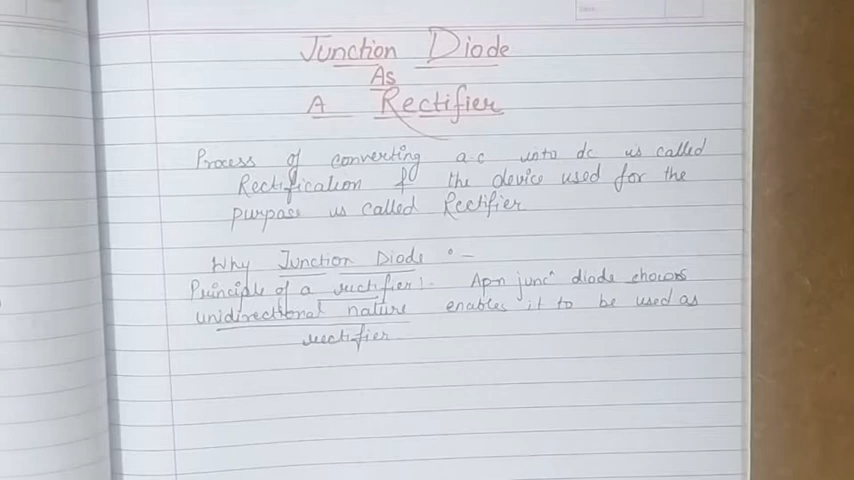 Junction Diode
As
A Rectifier
Process of converting a.c into dc is called
Rectification & the device used for the
purpose is called Rectifier
Why Junction Diode :-
Principle of a rectifier:- A pn juncⁿ diode shows
unidirectional nature enables it to be used as
rectifier